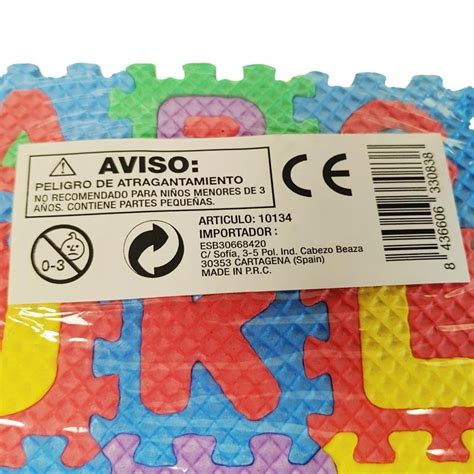 AVISO:
PELIGRO DE ATRAGANTAMIENTO
NO RECOMENDADO PARA NIÑOS MENORES DE 3
AÑOS. CONTIENE PARTES PEQUEÑAS.
0-3
CE
ARTICULO: 10134
IMPORTADOR:
ESB30668420
C/ Sofía, 3-5 Pol. Ind. Cabezo Beaza
30353 CARTAGENA (Spain)
MADE IN P.R.C.
8 436606 330838